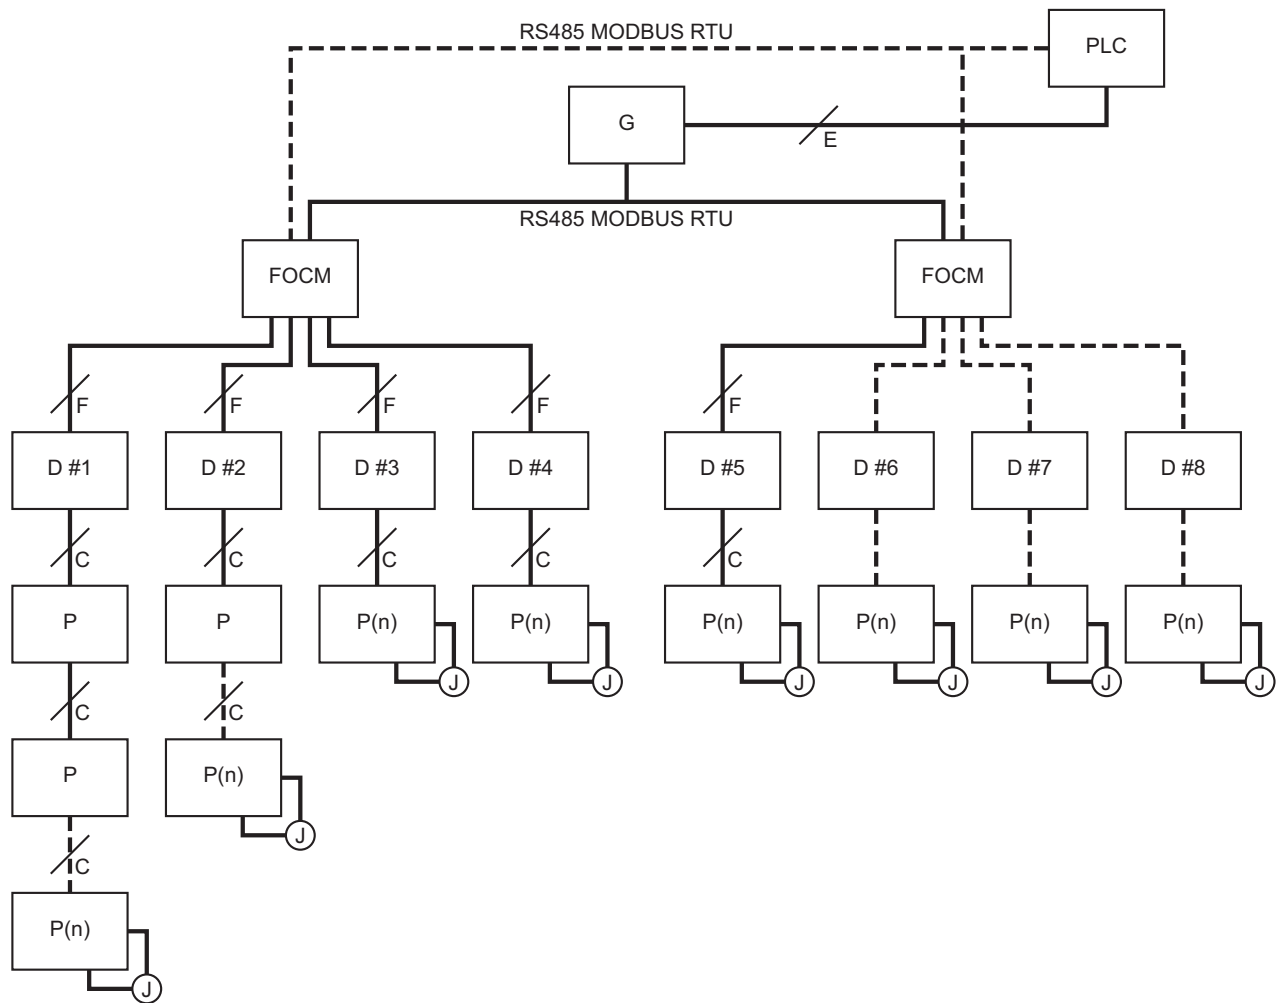 RS485 MODBUS RTU
PLC
G
E
RS485 MODBUS RTU
FOCM
FOCM
F
F
F
F
F
D #1
D #2
D #3
D #4
D #5
D #6
D #7
D #8
C
C
C
C
C
P
P
P(n)
P(n)
P(n)
P(n)
P(n)
P(n)
J
J
J
J
J
J
C
C
P
P(n)
J
C
P(n)
J